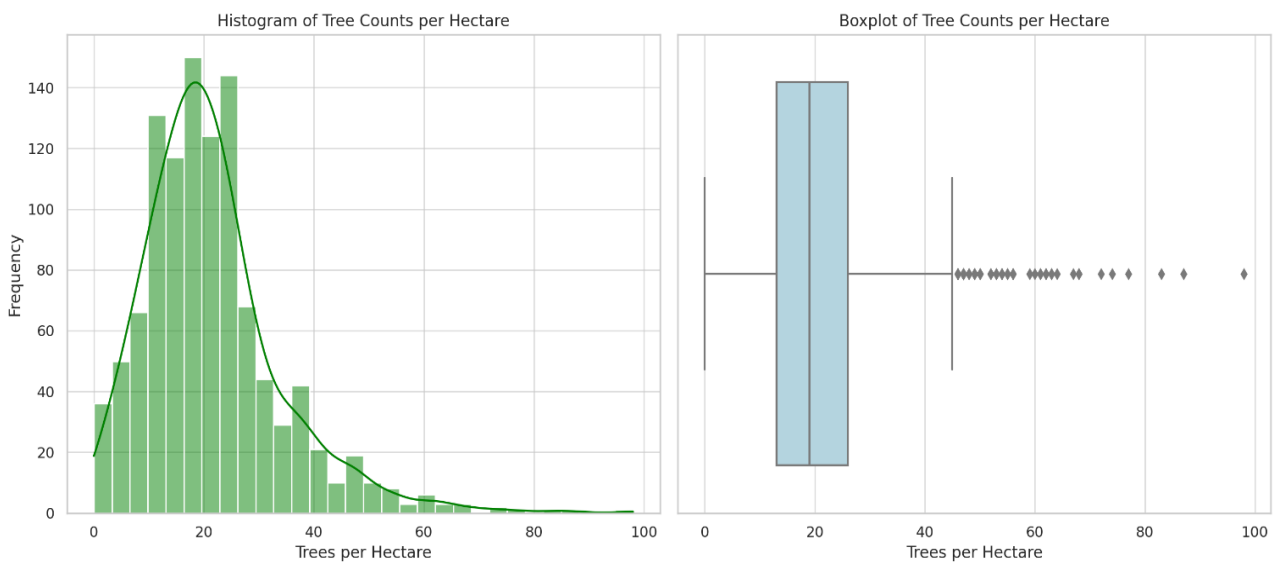 Histogram of Tree Counts per Hectare
140
120
100
80
60
40
20
0
Frequency
0 20 40 60 80 100
Trees per Hectare
Boxplot of Tree Counts per Hectare
0 20 40 60 80 100
Trees per Hectare